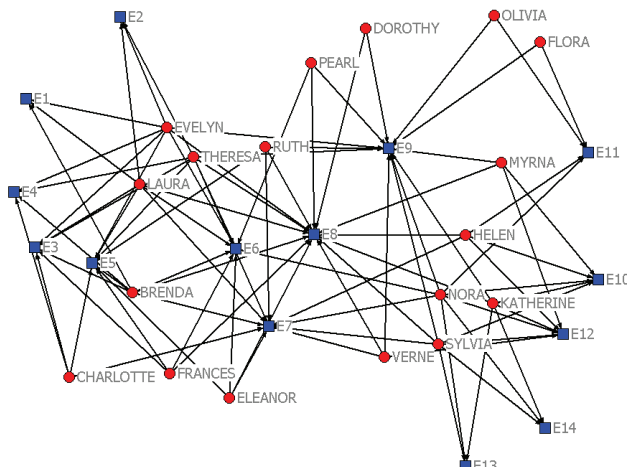 OLIVIA
E2
DOROTHY
FLORA
PEARL
E1
EVELYN
RUTH
E9
E11
THERESA
MYRNA
LAURA
E4
E3
E5
E6
E8
HELEN
BRENDA
NORA
E10
KATHERINE
E7
E12
SYLVIA
VERNE
CHARLOTTE
FRANCES
ELEANOR
E14
E13